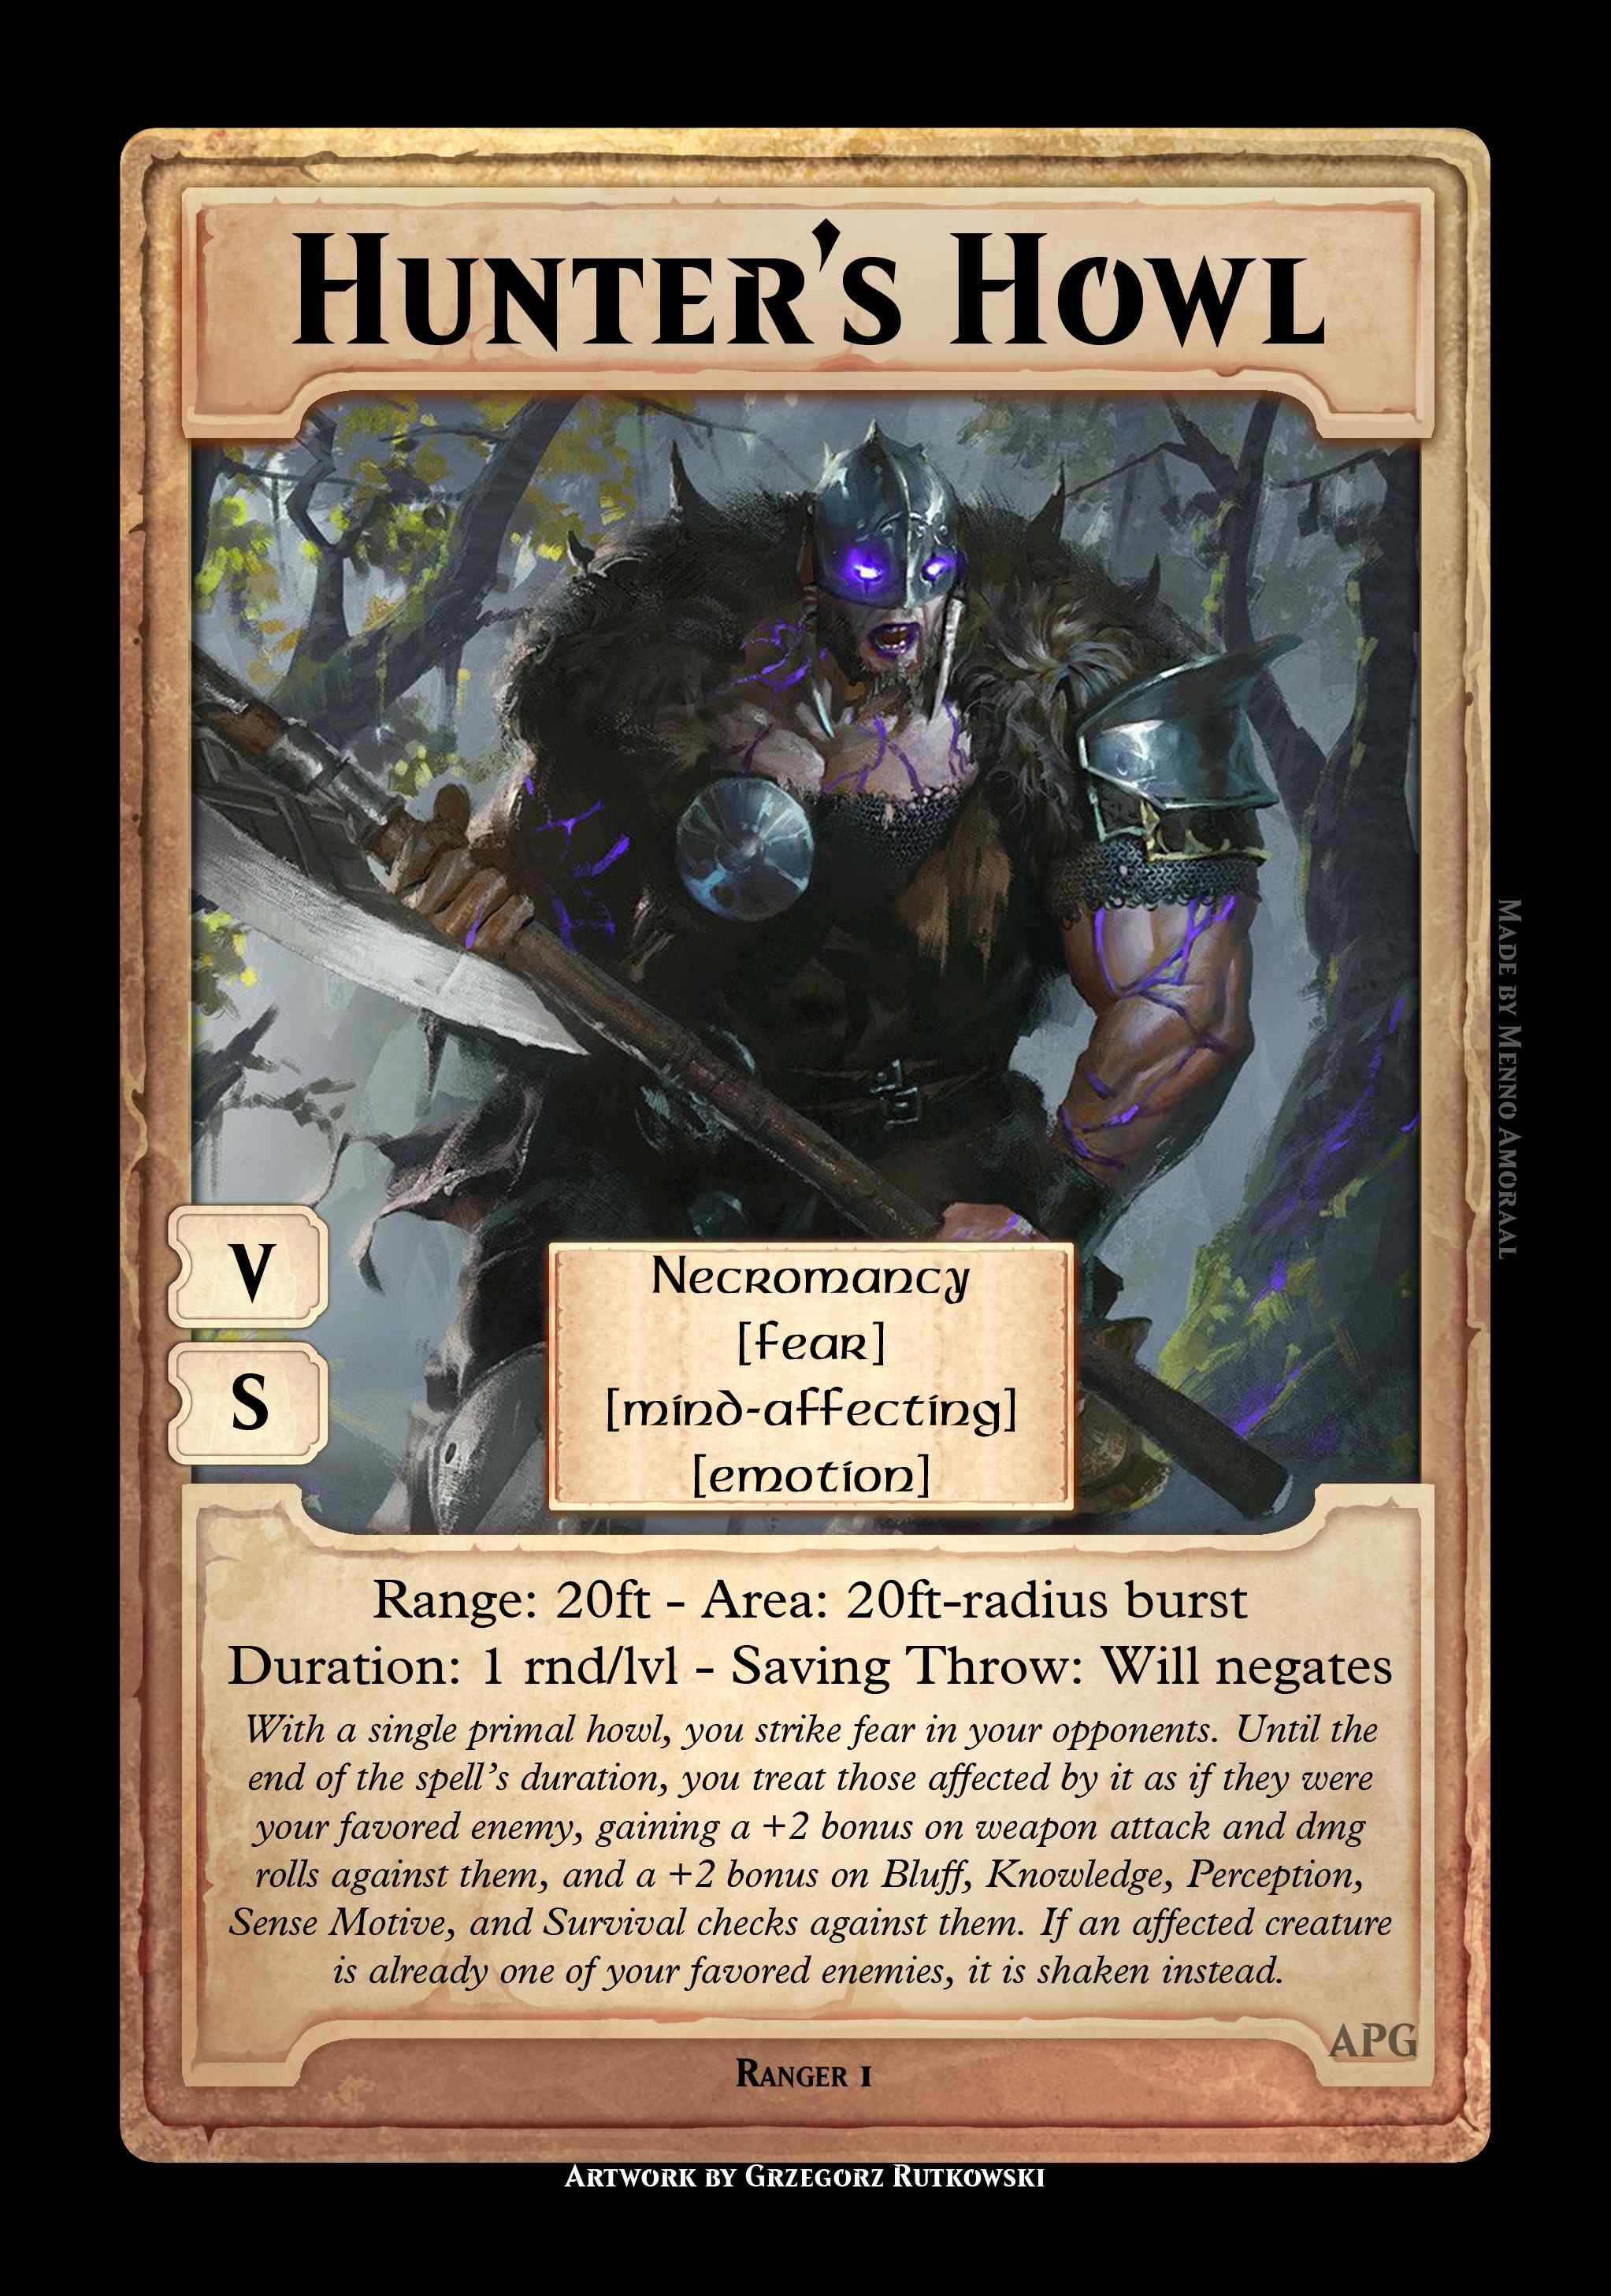 Hunter's Howl
V
S
Necromancy
[fear]
[mind-affecting]
[emotion]
Range: 20ft - Area: 20ft-radius burst
Duration: 1 rnd/lvl - Saving Throw: Will negates
With a single primal howl, you strike fear in your opponents. Until the
end of the spell's duration, you treat those affected by it as if they were
your favored enemy, gaining a +2 bonus on weapon attack and dmg
rolls against them, and a +2 bonus on Bluff, Knowledge, Perception,
Sense Motive, and Survival checks against them. If an affected creature
is already one of your favored enemies, it is shaken instead.
APG
Ranger 1
Artwork by Grzegorz Rutkowski
Made by Menno Amoraal